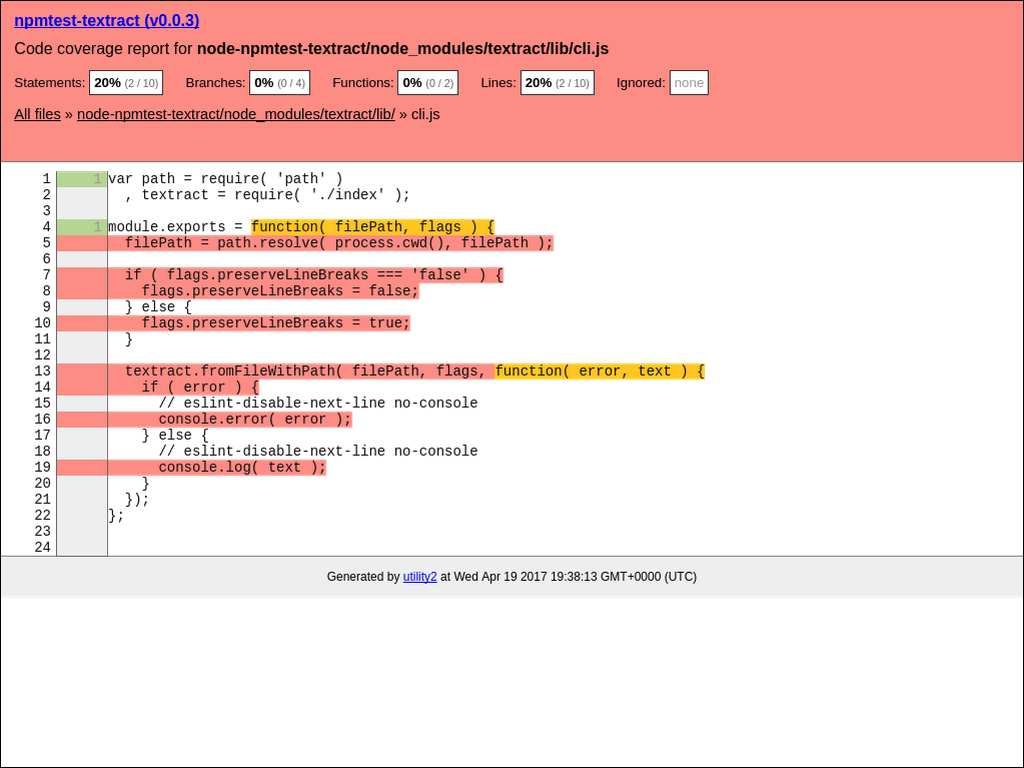 npmtest-textract (v0.0.3)
Code coverage report for node-npmtest-textract/node_modules/textract/lib/cli.js
Statements: 20% (2 / 10) Branches: 0% (0 / 4) Functions: 0% (0 / 2) Lines: 20% (2 / 10) Ignored: none
All files » node-npmtest-textract/node_modules/textract/lib/ » cli.js
1 1 var path = require( 'path' )
2   , textract = require( './index' );
3
4 1 module.exports = function( filePath, flags ) {
5   filePath = path.resolve( process.cwd(), filePath );
6
7   if ( flags.preserveLineBreaks === 'false' ) {
8     flags.preserveLineBreaks = false;
9   } else {
10     flags.preserveLineBreaks = true;
11   }
12
13   textract.fromFileWithPath( filePath, flags, function( error, text ) {
14     if ( error ) {
15       // eslint-disable-next-line no-console
16       console.error( error );
17     } else {
18       // eslint-disable-next-line no-console
19       console.log( text );
20     }
21   });
22 };
23
24
Generated by utility2 at Wed Apr 19 2017 19:38:13 GMT+0000 (UTC)